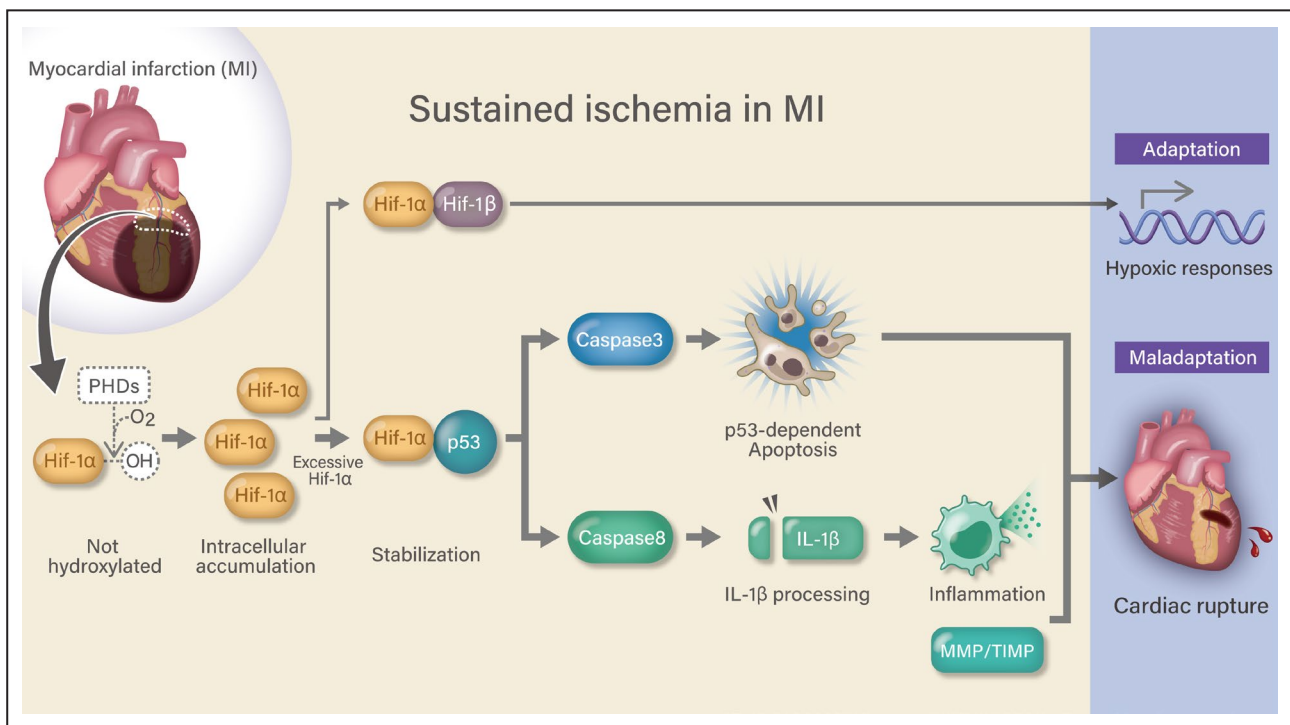 Myocardial infarction (MI)
Sustained ischemia in MI
Adaptation
Hif-1α
Hif-1β
Hypoxic responses
Maladaptation
Caspase3
p53-dependent
Apoptosis
PHDs
O2
Hif-1α
OH
Hif-1α
Hif-1α
Hif-1α
Excessive
Hif-1α
Hif-1α
p53
Not
hydroxylated
Intracellular
accumulation
Stabilization
Caspase8
IL-1β
IL-1β processing
Inflammation
MMP/TIMP
Cardiac rupture